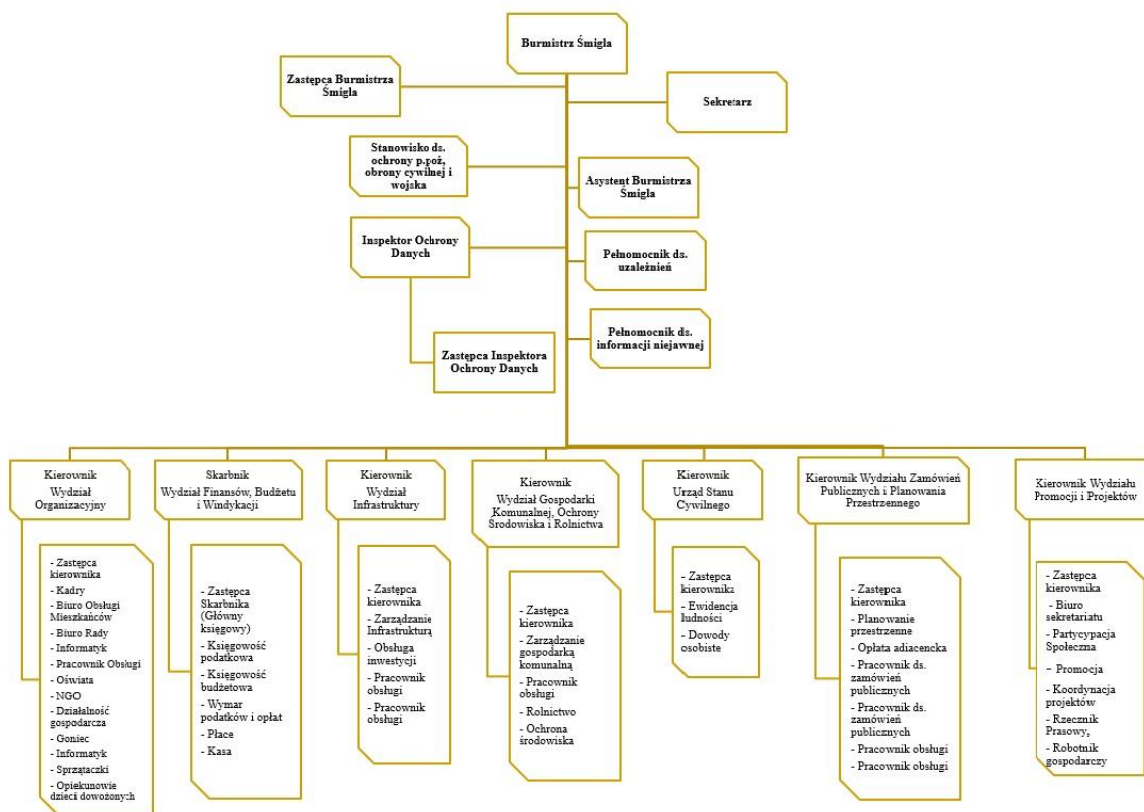 Burmistrz Śmigla
Zastępca Burmistrza
Śmigla
Sekretarz
Stanowisko ds.
ochrony p.poż,
obrony cywilnej i
wojska
Asystent Burmistrza
Śmigla
Inspektor Ochrony
Danych
Pełnomocnik ds.
uzależnień
Zastępca Inspektora
Ochrony Danych
Pełnomocnik ds.
informacji niejawnej
Kierownik
Wydział
Organizacyjny
- Zastępca
kierownika
- Kadry
- Biuro Obsługi
Mieszkańców
- Biuro Rady
- Informatyk
- Pracownik Obsługi
- Oświata
- NGO
- Działalność
gospodarcza
- Goniec
- Informatyk
- Sprzątaczki
- Opiekunowie
dzieci dowożonych
Skarbnik
Wydział Finansów, Budżetu
i Windykacji
- Zastępca
Skarbnika
(Główny
księgowy)
- Księgowość
podatkowa
- Księgowość
budżetowa
- Wymar
podatków i opłat
- Płace
- Kasa
Kierownik
Wydział
Infrastruktury
- Zastępca
kierownika
- Zarządzanie
Infrastrukturą
- Obsługa
inwestycji
- Pracownik
obsługi
- Pracownik
obsługi
Kierownik
Wydział Gospodarki
Komunalnej, Ochrony
Środowiska i Rolnictwa
- Zastępca
kierownika
- Zarządzanie
gospodarką
komunalną
- Pracownik
obsługi
- Rolnictwo
- Ochrona
środowiska
Kierownik
Urząd Stanu
Cywilnego
- Zastępca
kierownika
- Ewidencja
ludności
- Dowody
osobiste
Kierownik Wydziału Zamówień
Publicznych i Planowania
Przestrzennego
- Zastępca
kierownika
- Planowanie
przestrzenne
- Opłata adiacencka
- Pracownik ds.
zamówień
publicznych
- Pracownik ds.
zamówień
publicznych
- Pracownik obsługi
- Pracownik obsługi
Kierownik Wydziału
Promocji i Projektów
- Zastępca
kierownika
- Biuro
sekretariatu
- Partycypacja
Społeczna
- Promocja
- Koordynacja
projektów
- Rzecznik
Prasowy,
- Robotnik
gospodarczy